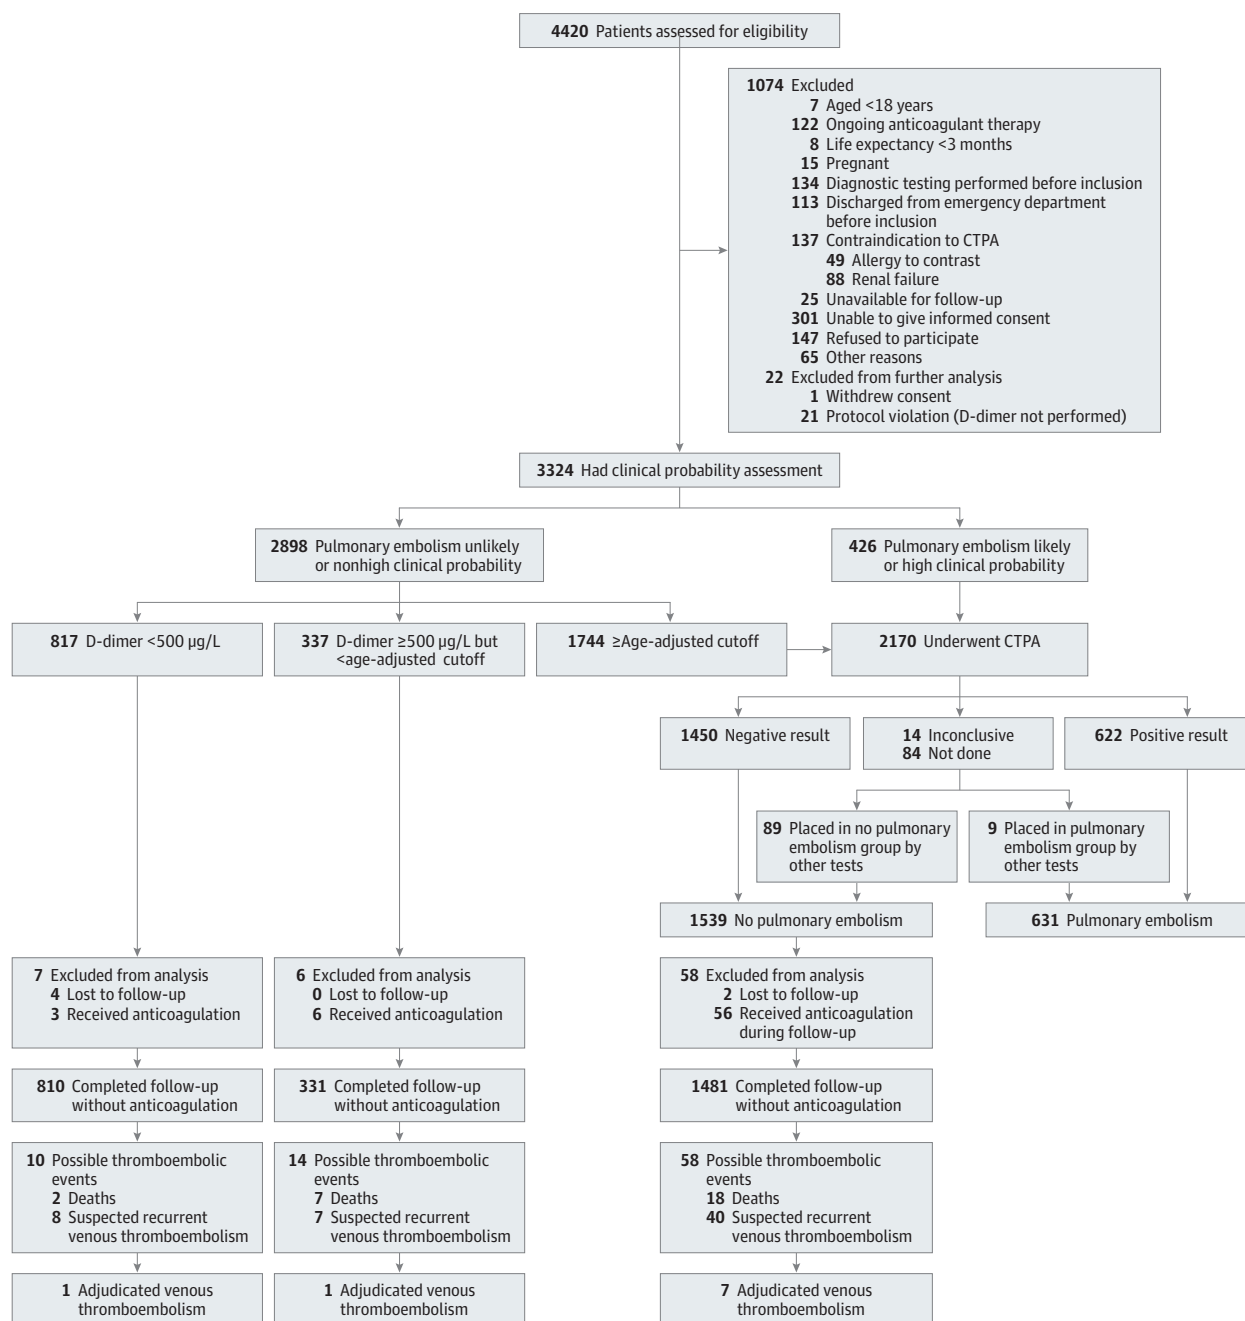 4420 Patients assessed for eligibility
1074 Excluded
7 Aged <18 years
122 Ongoing anticoagulant therapy
8 Life expectancy <3 months
15 Pregnant
134 Diagnostic testing performed before inclusion
113 Discharged from emergency department
before inclusion
137 Contraindication to CTPA
49 Allergy to contrast
88 Renal failure
25 Unavailable for follow-up
301 Unable to give informed consent
147 Refused to participate
65 Other reasons
22 Excluded from further analysis
1 Withdrew consent
21 Protocol violation (D-dimer not performed)
3324 Had clinical probability assessment
2898 Pulmonary embolism unlikely
or nonhigh clinical probability
426 Pulmonary embolism likely
or high clinical probability
817 D-dimer <500 µg/L
337 D-dimer ≥500 µg/L but
<age-adjusted cutoff
1744 ≥Age-adjusted cutoff
2170 Underwent CTPA
1450 Negative result
14 Inconclusive
84 Not done
622 Positive result
89 Placed in no pulmonary
embolism group by
other tests
9 Placed in pulmonary
embolism group by
other tests
1539 No pulmonary embolism
631 Pulmonary embolism
7 Excluded from analysis
4 Lost to follow-up
3 Received anticoagulation
6 Excluded from analysis
0 Lost to follow-up
6 Received anticoagulation
58 Excluded from analysis
2 Lost to follow-up
56 Received anticoagulation
during follow-up
810 Completed follow-up
without anticoagulation
331 Completed follow-up
without anticoagulation
1481 Completed follow-up
without anticoagulation
10 Possible thromboembolic
events
2 Deaths
8 Suspected recurrent
venous thromboembolism
14 Possible thromboembolic
events
7 Deaths
7 Suspected recurrent
venous thromboembolism
58 Possible thromboembolic
events
18 Deaths
40 Suspected recurrent
venous thromboembolism
1 Adjudicated venous
thromboembolism
1 Adjudicated venous
thromboembolism
7 Adjudicated venous
thromboembolism